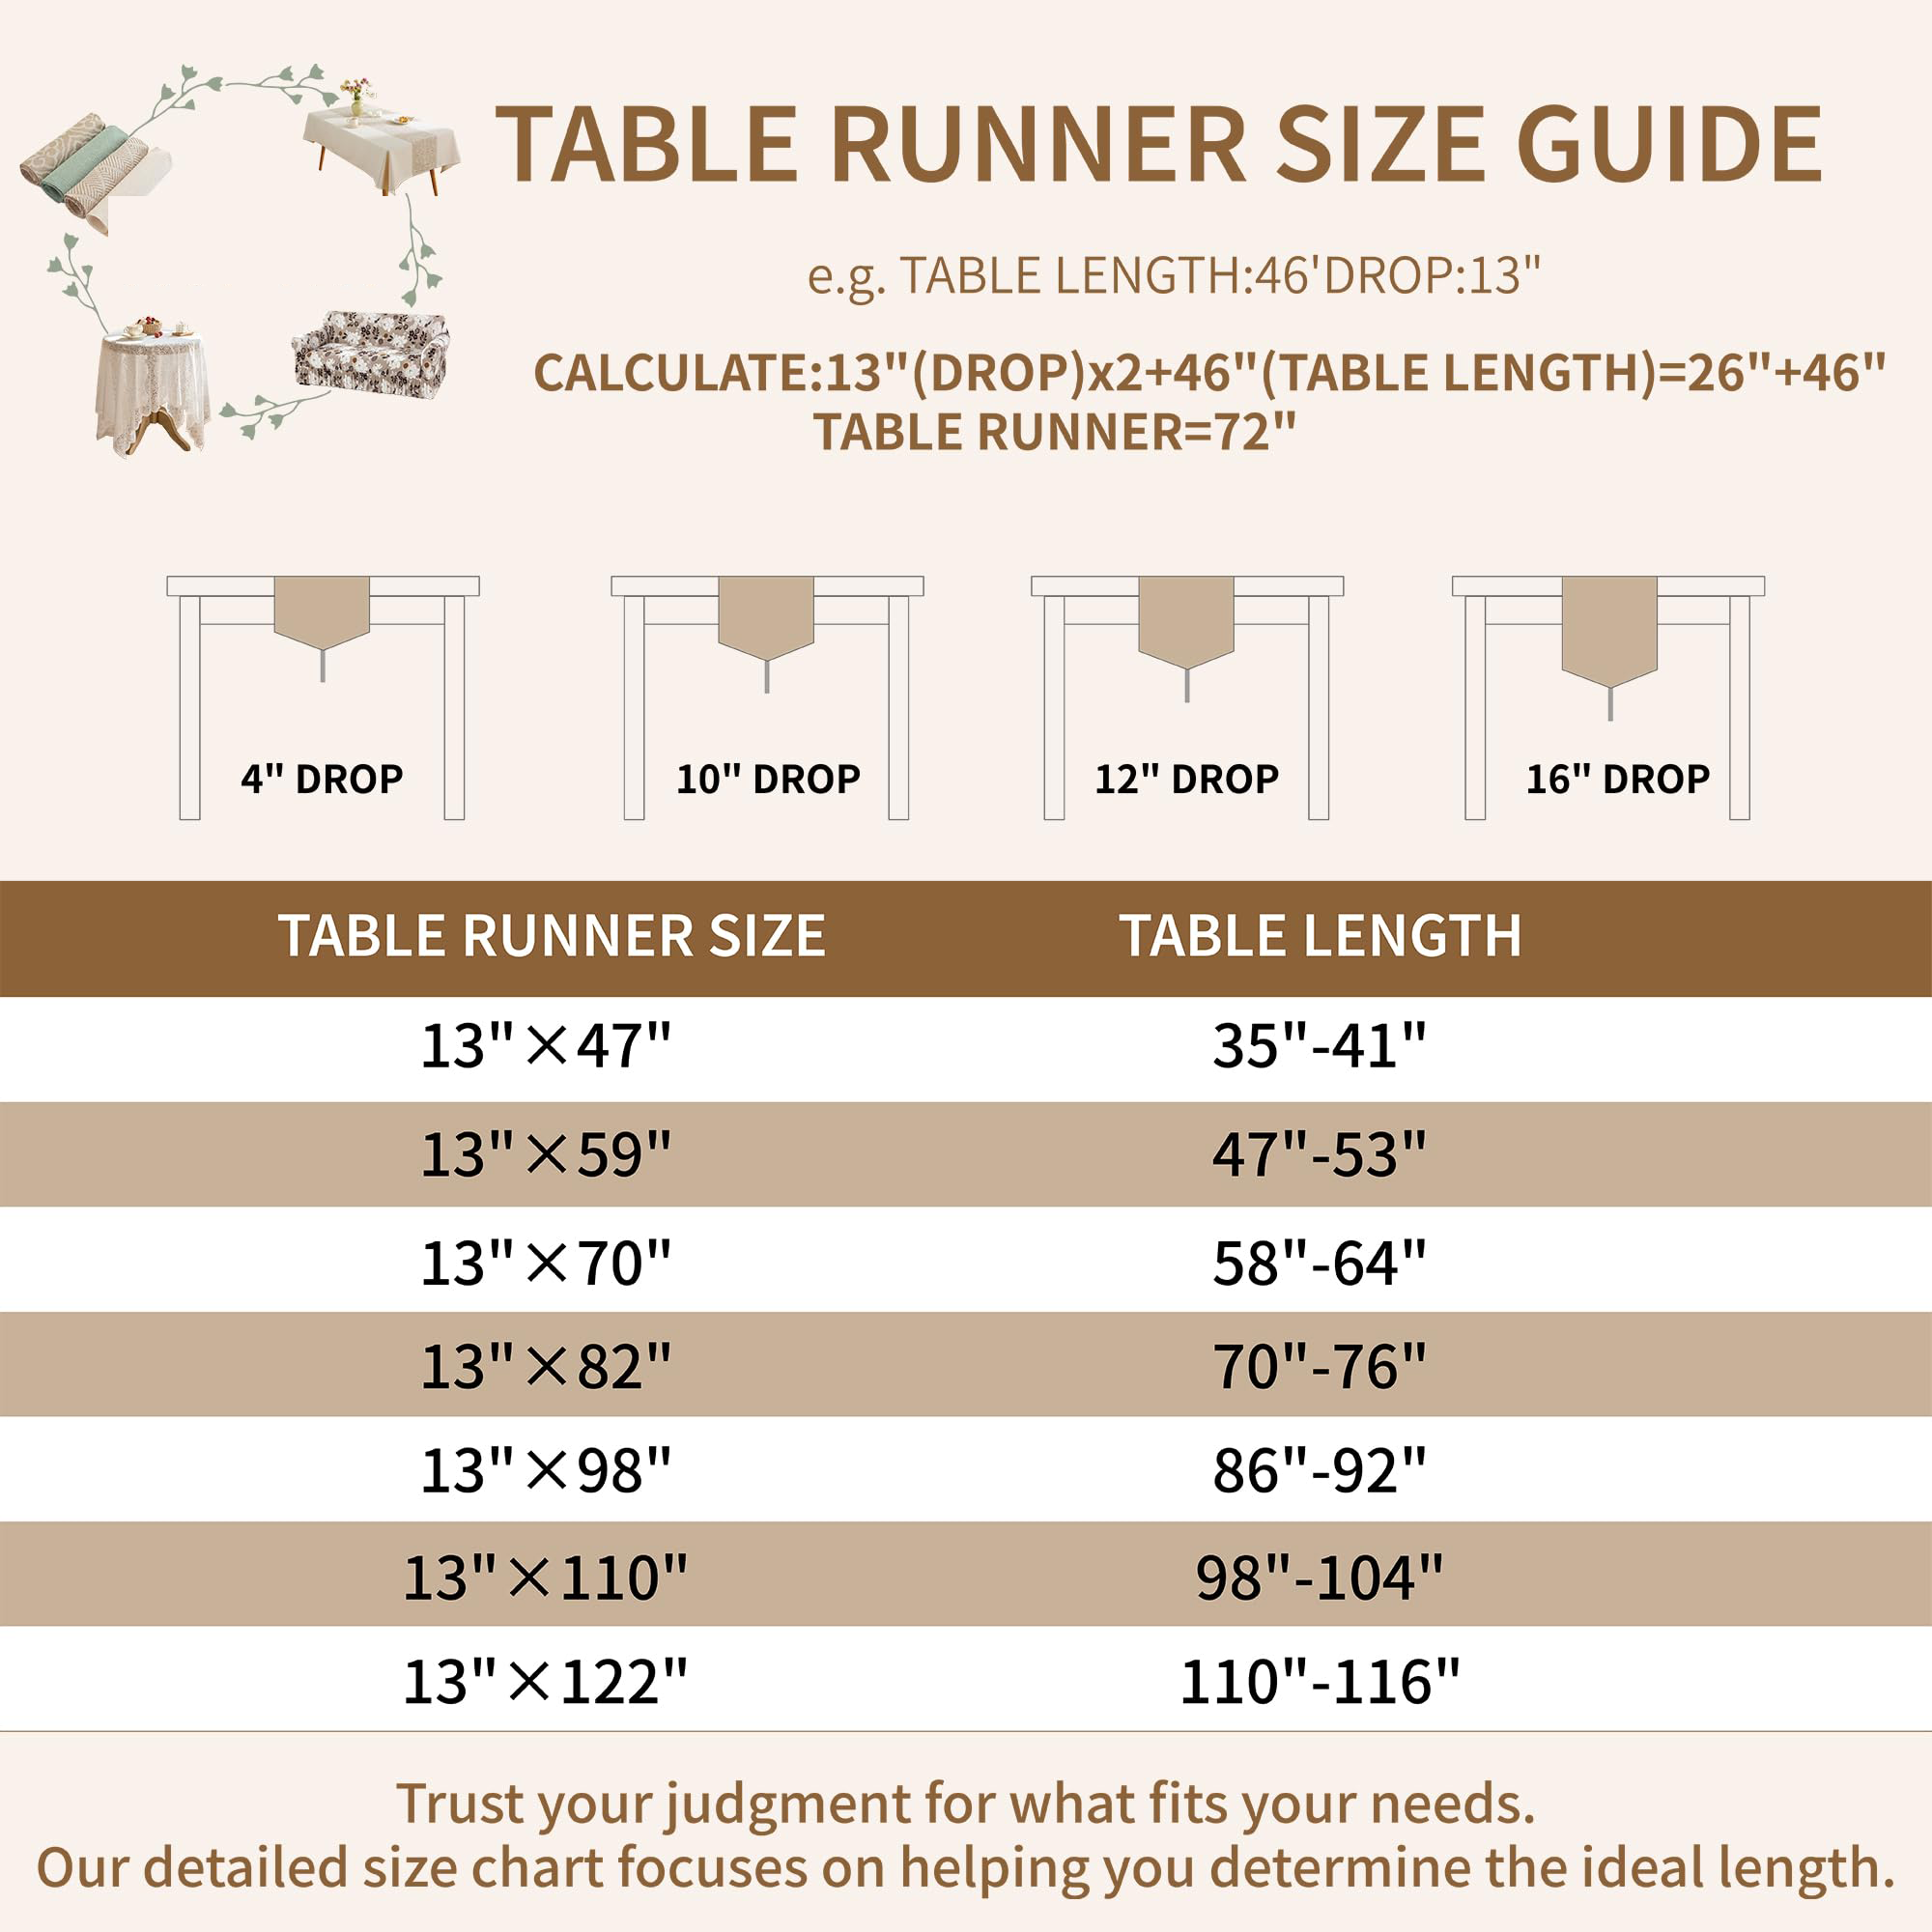 TABLE RUNNER SIZE GUIDE
e.g. TABLE LENGTH:46'DROP:13"
CALCULATE:13"(DROP)x2+46"(TABLE LENGTH)=26"+46"
TABLE RUNNER=72"
4" DROP 10" DROP 12" DROP 16" DROP
TABLE RUNNER SIZE TABLE LENGTH
13"×47" 35"-41"
13"×59" 47"-53"
13"×70" 58"-64"
13"×82" 70"-76"
13"×98" 86"-92"
13"×110" 98"-104"
13"×122" 110"-116"
Trust your judgment for what fits your needs.
Our detailed size chart focuses on helping you determine the ideal length.